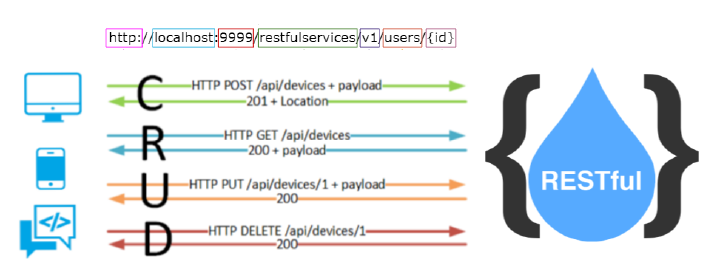 http://localhost:9999/restfulservices/v1/users/{id}
C
HTTP POST /api/devices + payload
201 + Location
R
HTTP GET /api/devices
200 + payload
U
HTTP PUT /api/devices/1 + payload
200
D
HTTP DELETE /api/devices/1
200
</>
{ RESTful }